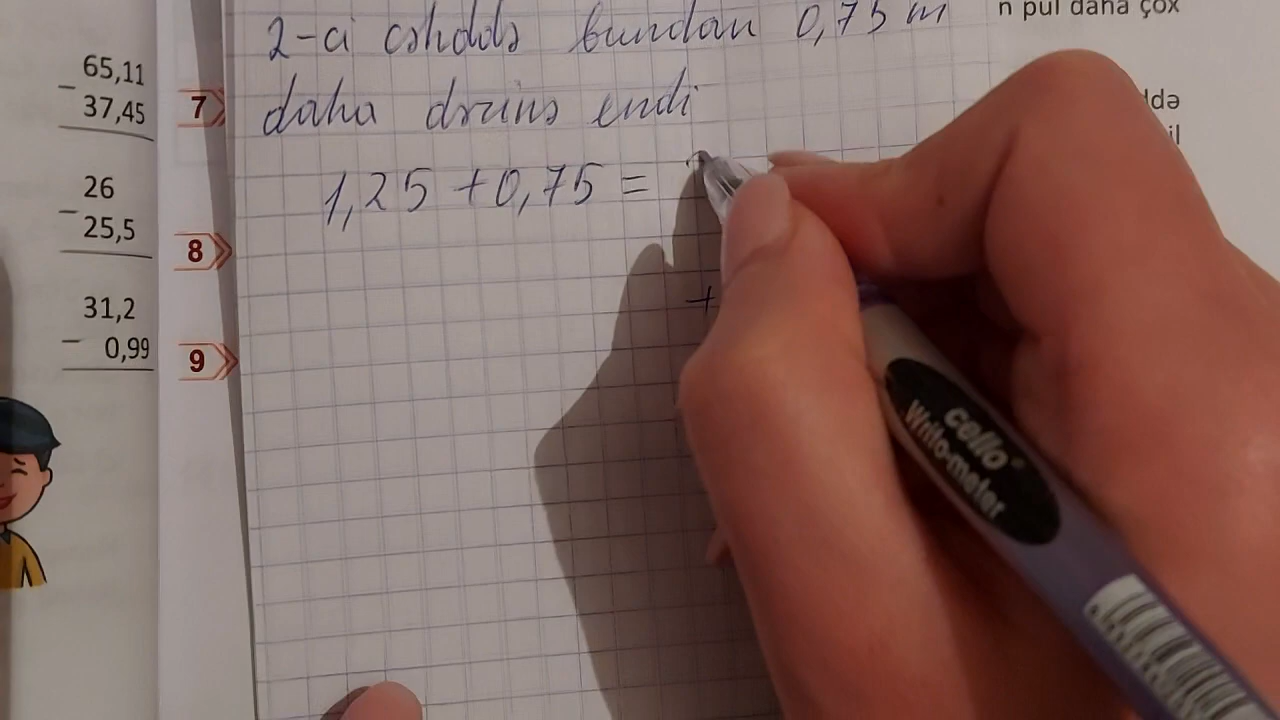 65,11
- 37,45
26
- 25,5
31,2
- 0,99
7
8
9
2-ci cəhddə bundan 0,75 m
daha dərinə endi
1,25 + 0,75 =
+
n pul daha çox
cello
Writo-meter